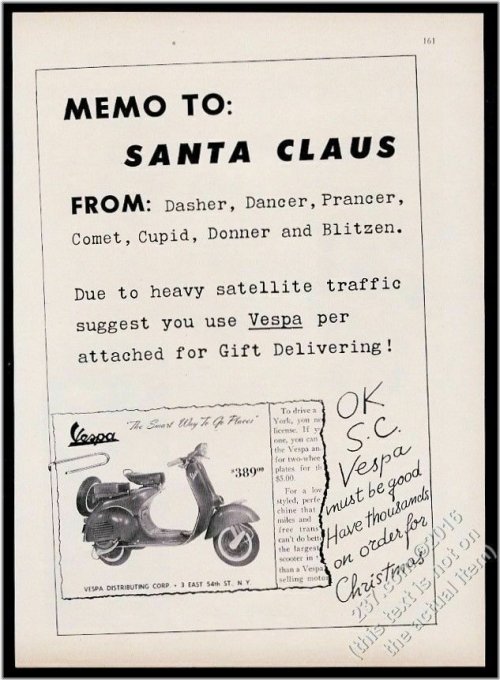 161
MEMO TO:
SANTA CLAUS
FROM: Dasher, Dancer, Prancer,
Comet, Cupid, Donner and Blitzen.
Due to heavy satellite traffic
suggest you use Vespa per
attached for Gift Delivering!
Vespa
"The Smart Way To Go Places"
$389⁰⁰
VESPA DISTRIBUTING CORP. • 3 EAST 54th ST. N.Y.
To drive a
York, you
license. If
one, you can
the Vespa an
for two-whee
plates for th
$5.00.
For a low
styled, perfe
chine that
miles and
free trans
can't do bett
the largest
scooter in
than a Vespa
selling motor
OK
S.C.
Vespa
must be good
Have thousands
on order for
Christmas
©2016
(this text is not on
the actual item)